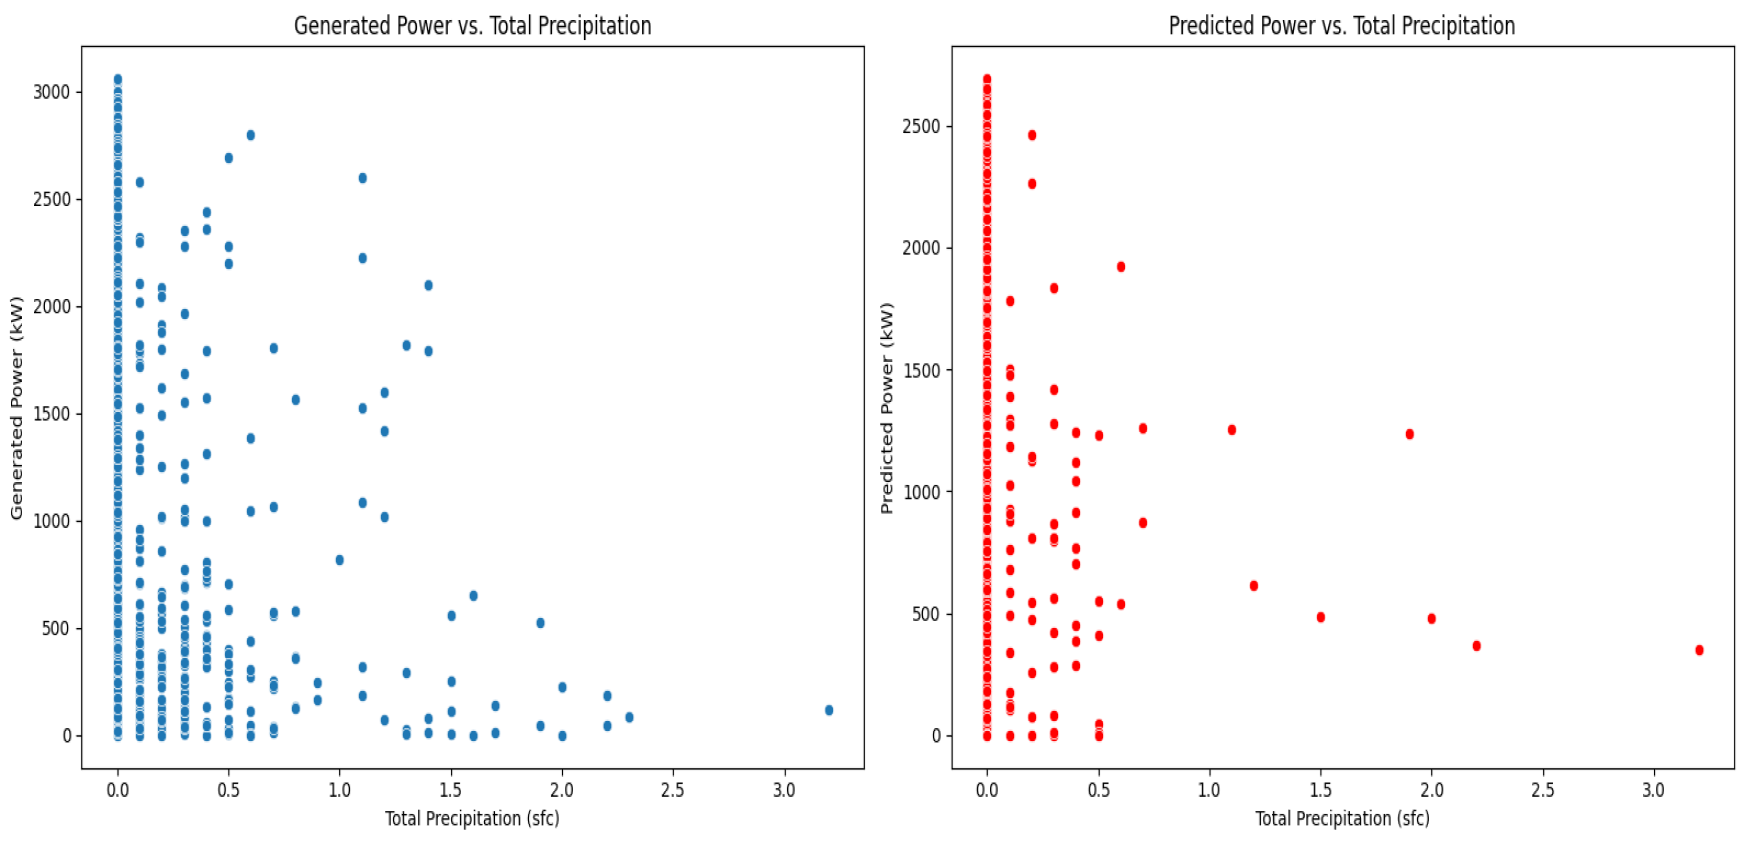 Generated Power vs. Total Precipitation
Generated Power (kW)
3000
2500
2000
1500
1000
500
0
0.0 0.5 1.0 1.5 2.0 2.5 3.0
Total Precipitation (sfc)
Predicted Power vs. Total Precipitation
Predicted Power (kW)
2500
2000
1500
1000
500
0
0.0 0.5 1.0 1.5 2.0 2.5 3.0
Total Precipitation (sfc)